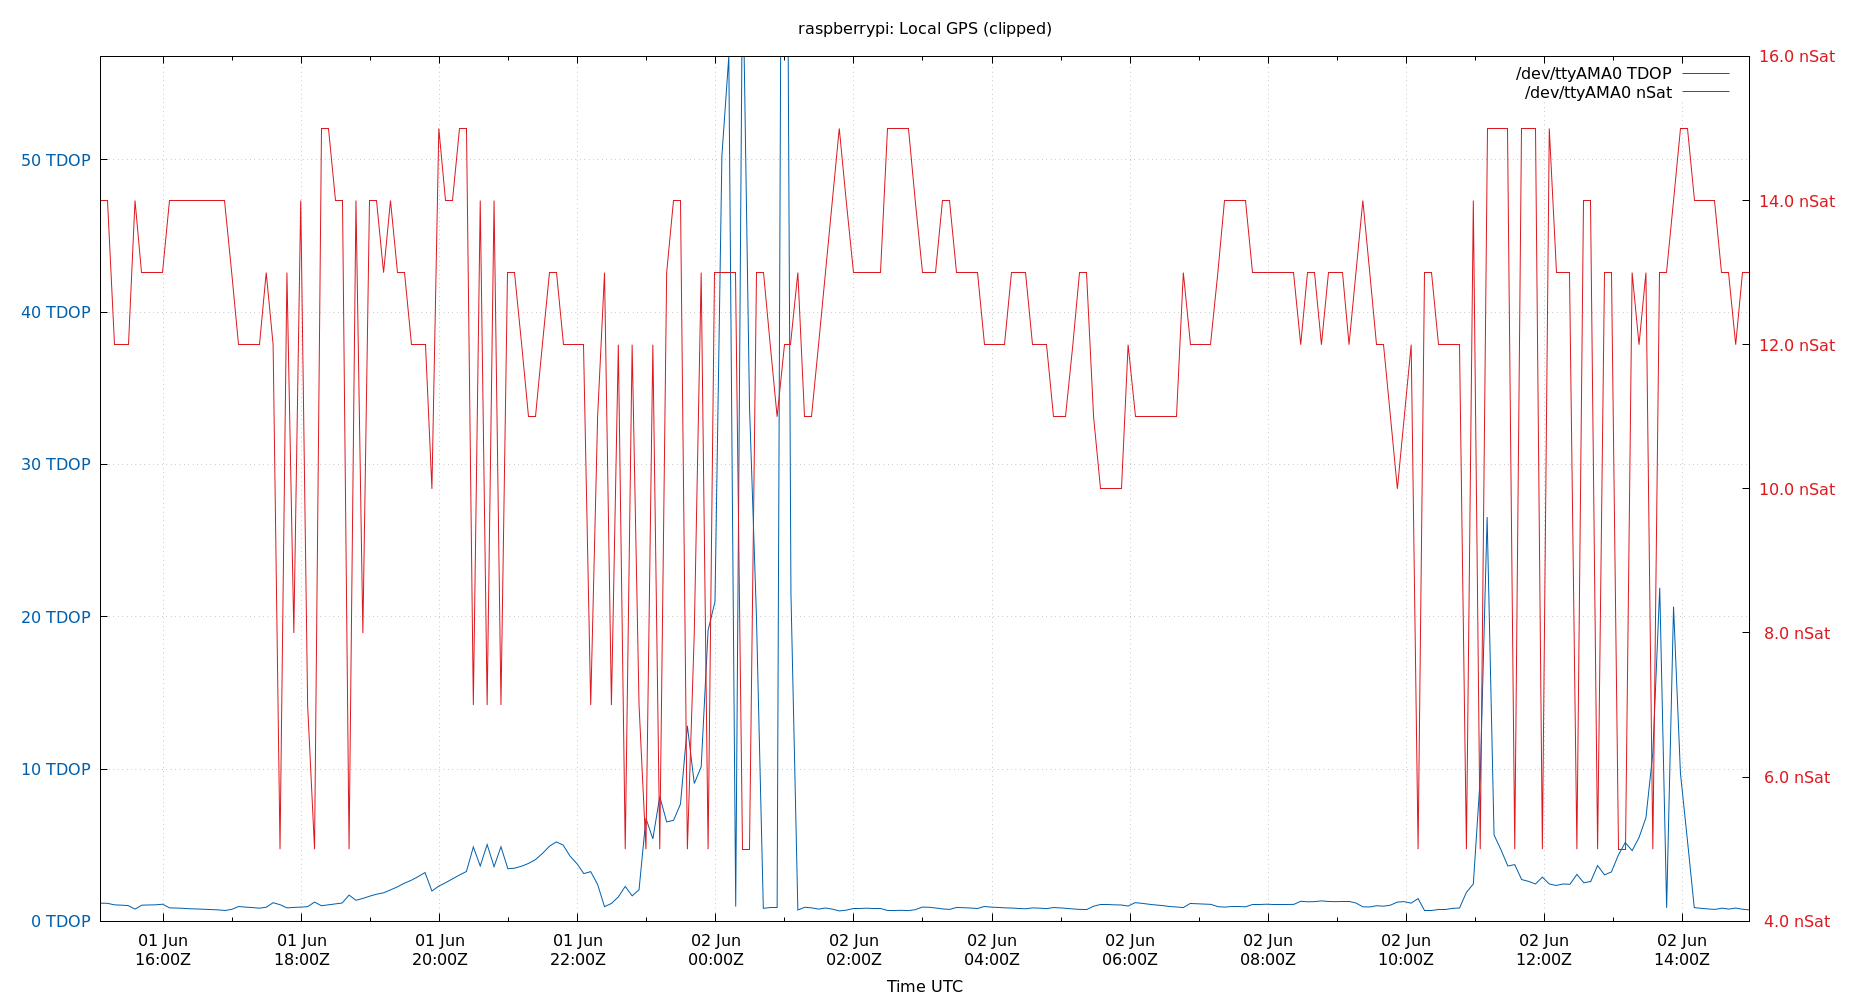 raspberrypi: Local GPS (clipped)
/dev/ttyAMA0 TDOP
/dev/ttyAMA0 nSat
50 TDOP
40 TDOP
30 TDOP
20 TDOP
10 TDOP
0 TDOP
16.0 nSat
14.0 nSat
12.0 nSat
10.0 nSat
8.0 nSat
6.0 nSat
4.0 nSat
01 Jun
16:00Z
01 Jun
18:00Z
01 Jun
20:00Z
01 Jun
22:00Z
02 Jun
00:00Z
02 Jun
02:00Z
02 Jun
04:00Z
02 Jun
06:00Z
02 Jun
08:00Z
02 Jun
10:00Z
02 Jun
12:00Z
02 Jun
14:00Z
Time UTC